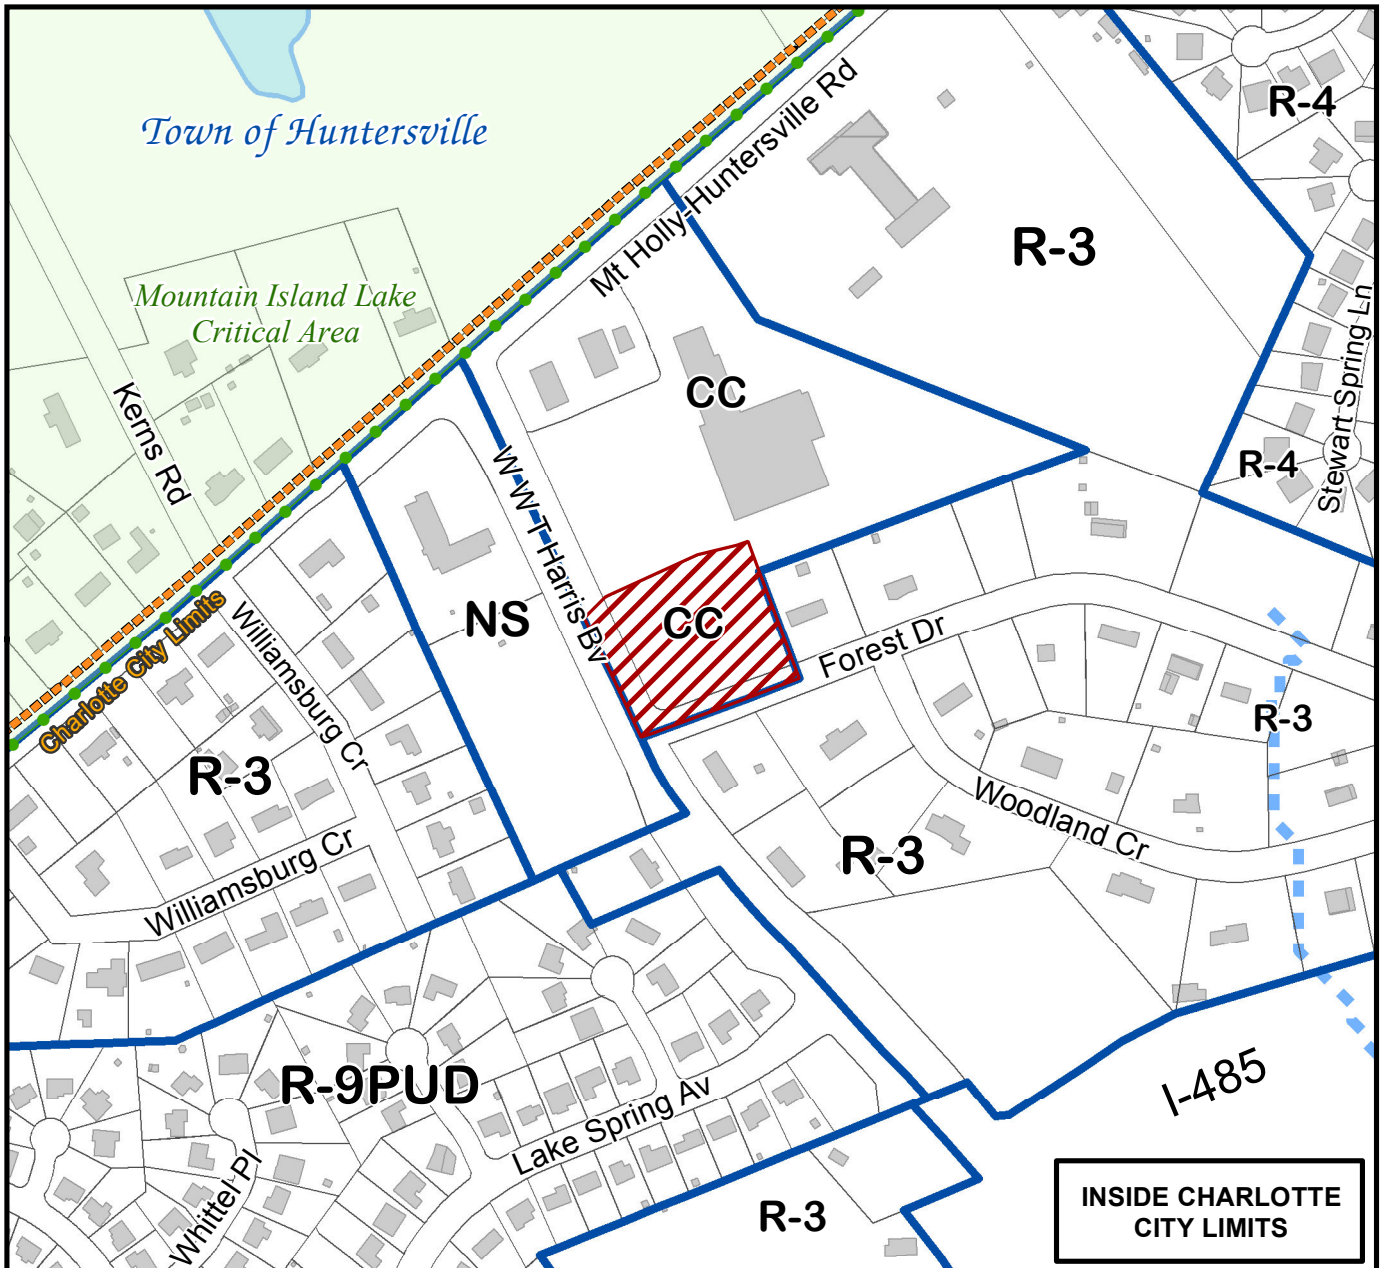 R-4
Mt Holly-Huntersville Rd
Town of Huntersville
R-3
Mountain Island Lake
Critical Area
Stewart Spring Ln
CC
Kerns Rd
R-4
W W T Harris Bv
NS
CC
Charlotte City Limits
Williamsburg Cr
Forest Dr
R-3
R-3
Woodland Cr
R-3
Williamsburg Cr
R-9PUD
I-485
Lake Spring Av
Whittel Pl
R-3
INSIDE CHARLOTTE
CITY LIMITS